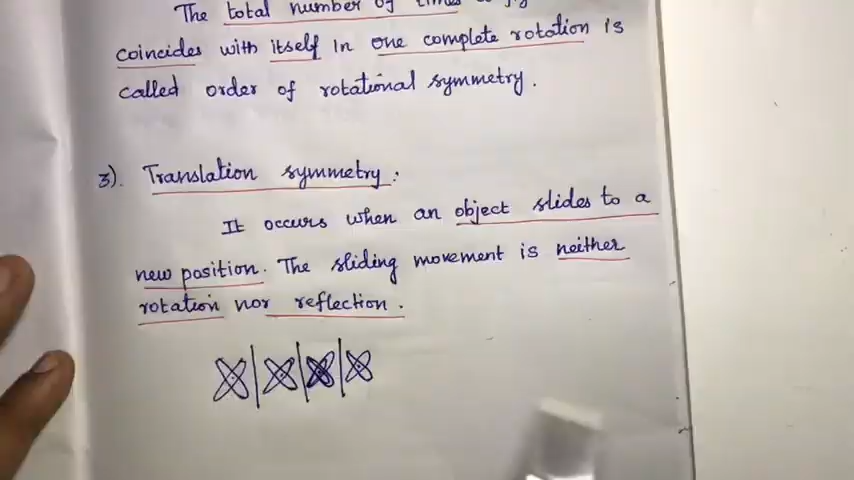 The total number of times
coincides with itself in one complete rotation is
called order of rotational symmetry.
3). Translation symmetry:
It occurs when an object slides to a
new position. The sliding movement is neither
rotation nor reflection.